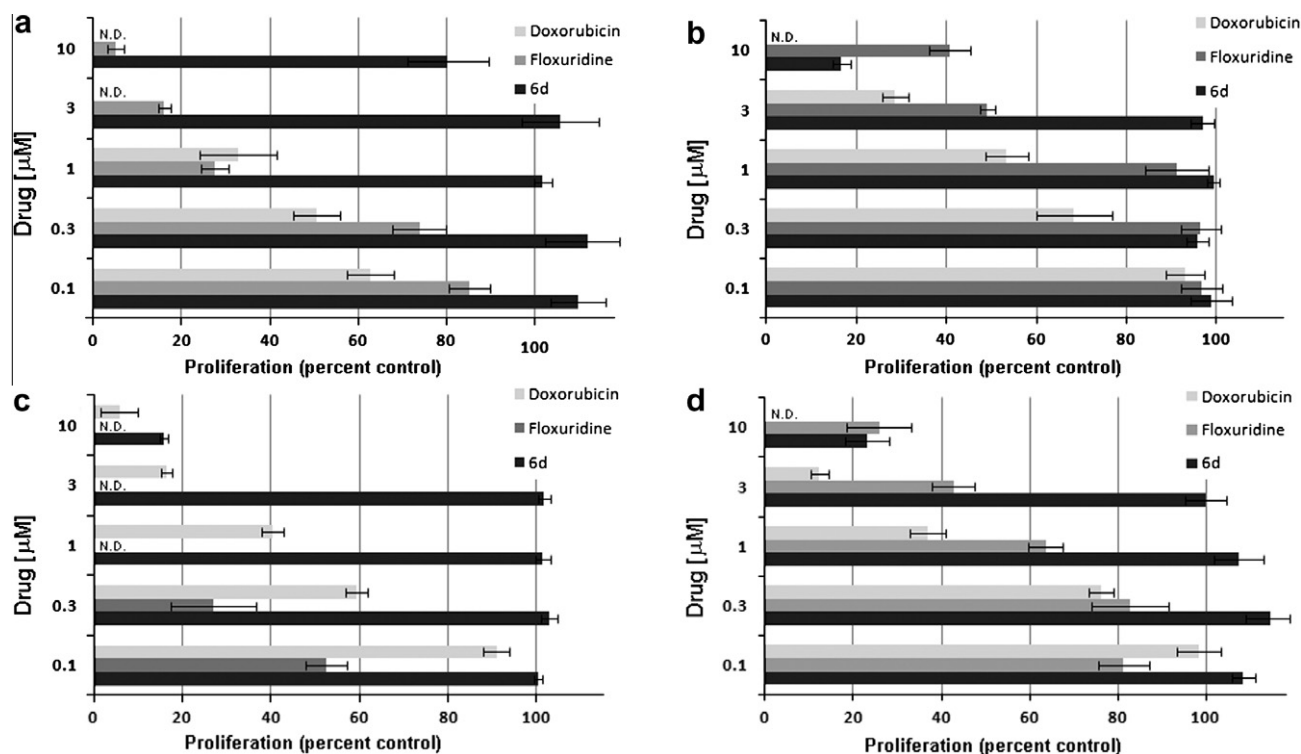 a
Doxorubicin
Floxuridine
6d
Drug [µM]
10
N.D.
3
N.D.
1
0.3
0.1
0 20 40 60 80 100
Proliferation (percent control)
b
Doxorubicin
Floxuridine
6d
Drug [µM]
10
N.D.
3
1
0.3
0.1
0 20 40 60 80 100
Proliferation (percent control)
c
Doxorubicin
Floxuridine
6d
Drug [µM]
10
N.D.
3
N.D.
1
N.D.
0.3
0.1
0 20 40 60 80 100
Proliferation (percent control)
d
Doxorubicin
Floxuridine
6d
Drug [µM]
10
N.D.
3
1
0.3
0.1
0 20 40 60 80 100
Proliferation (percent control)